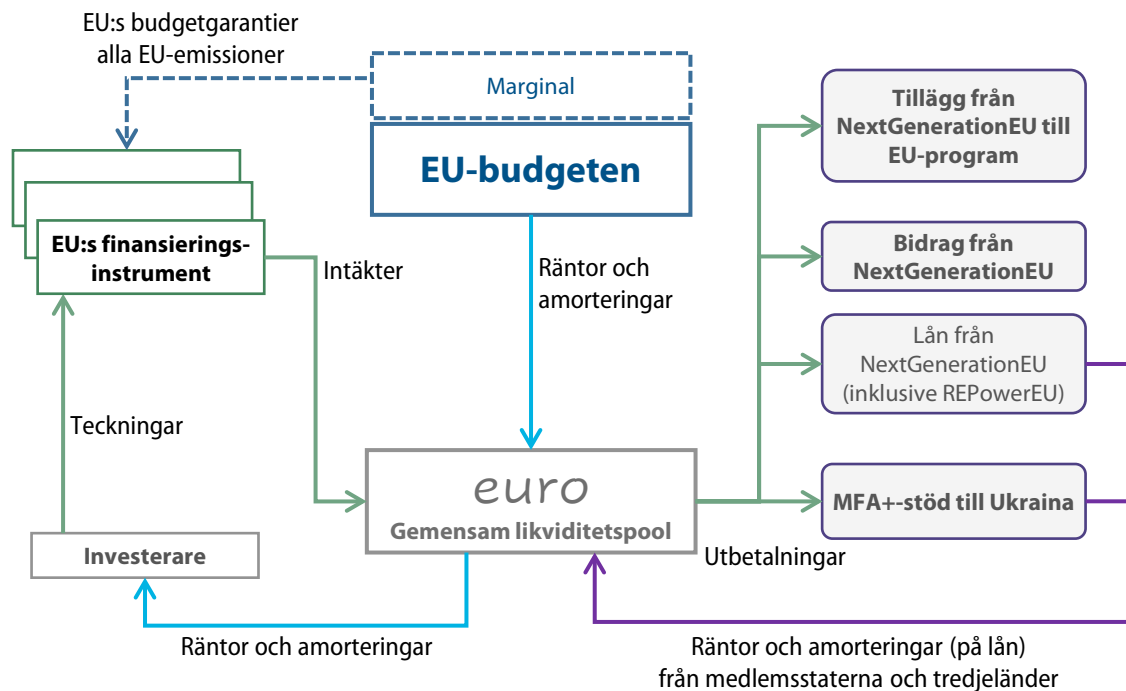 EU:s budgetgarantier
alla EU-emissioner
Marginal
EU-budgeten
Tillägg från
NextGenerationEU till
EU-program
EU:s finansierings-
instrument
Intäkter
Räntor och
amorteringar
Bidrag från
NextGenerationEU
Lån från
NextGenerationEU
(inklusive REPowerEU)
Teckningar
euro
Gemensam likviditetspool
MFA+-stöd till Ukraina
Investerare
Utbetalningar
Räntor och amorteringar
Räntor och amorteringar (på lån)
från medlemsstaterna och tredjeländer